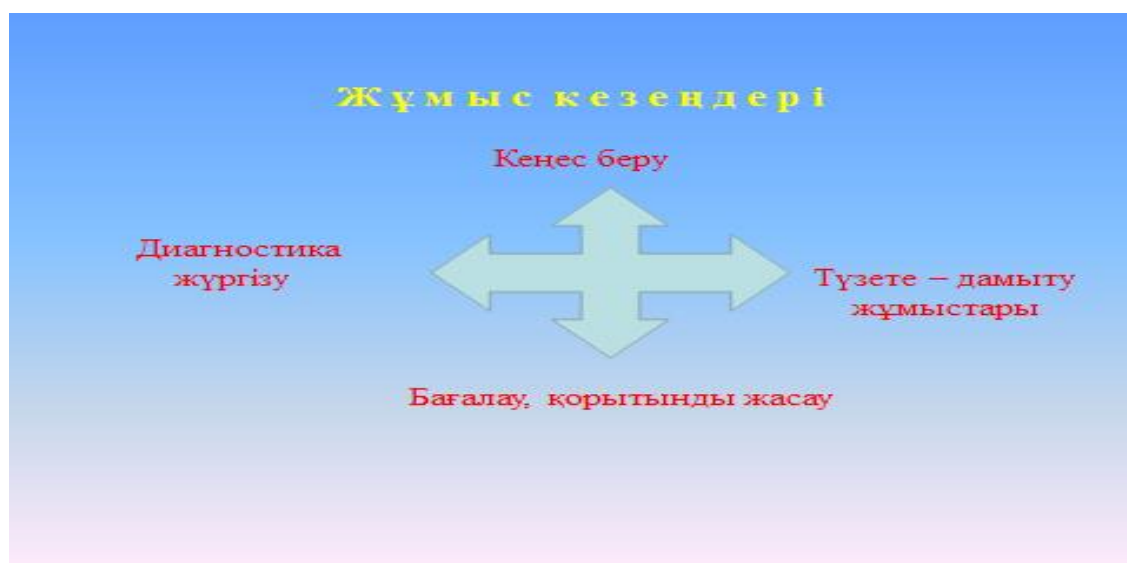 Жұмыс кезеңдері
Кеңес беру
Диагностика
жүргізу
Түзете – дамыту
жұмыстары
Бағалау, қорытынды жасау